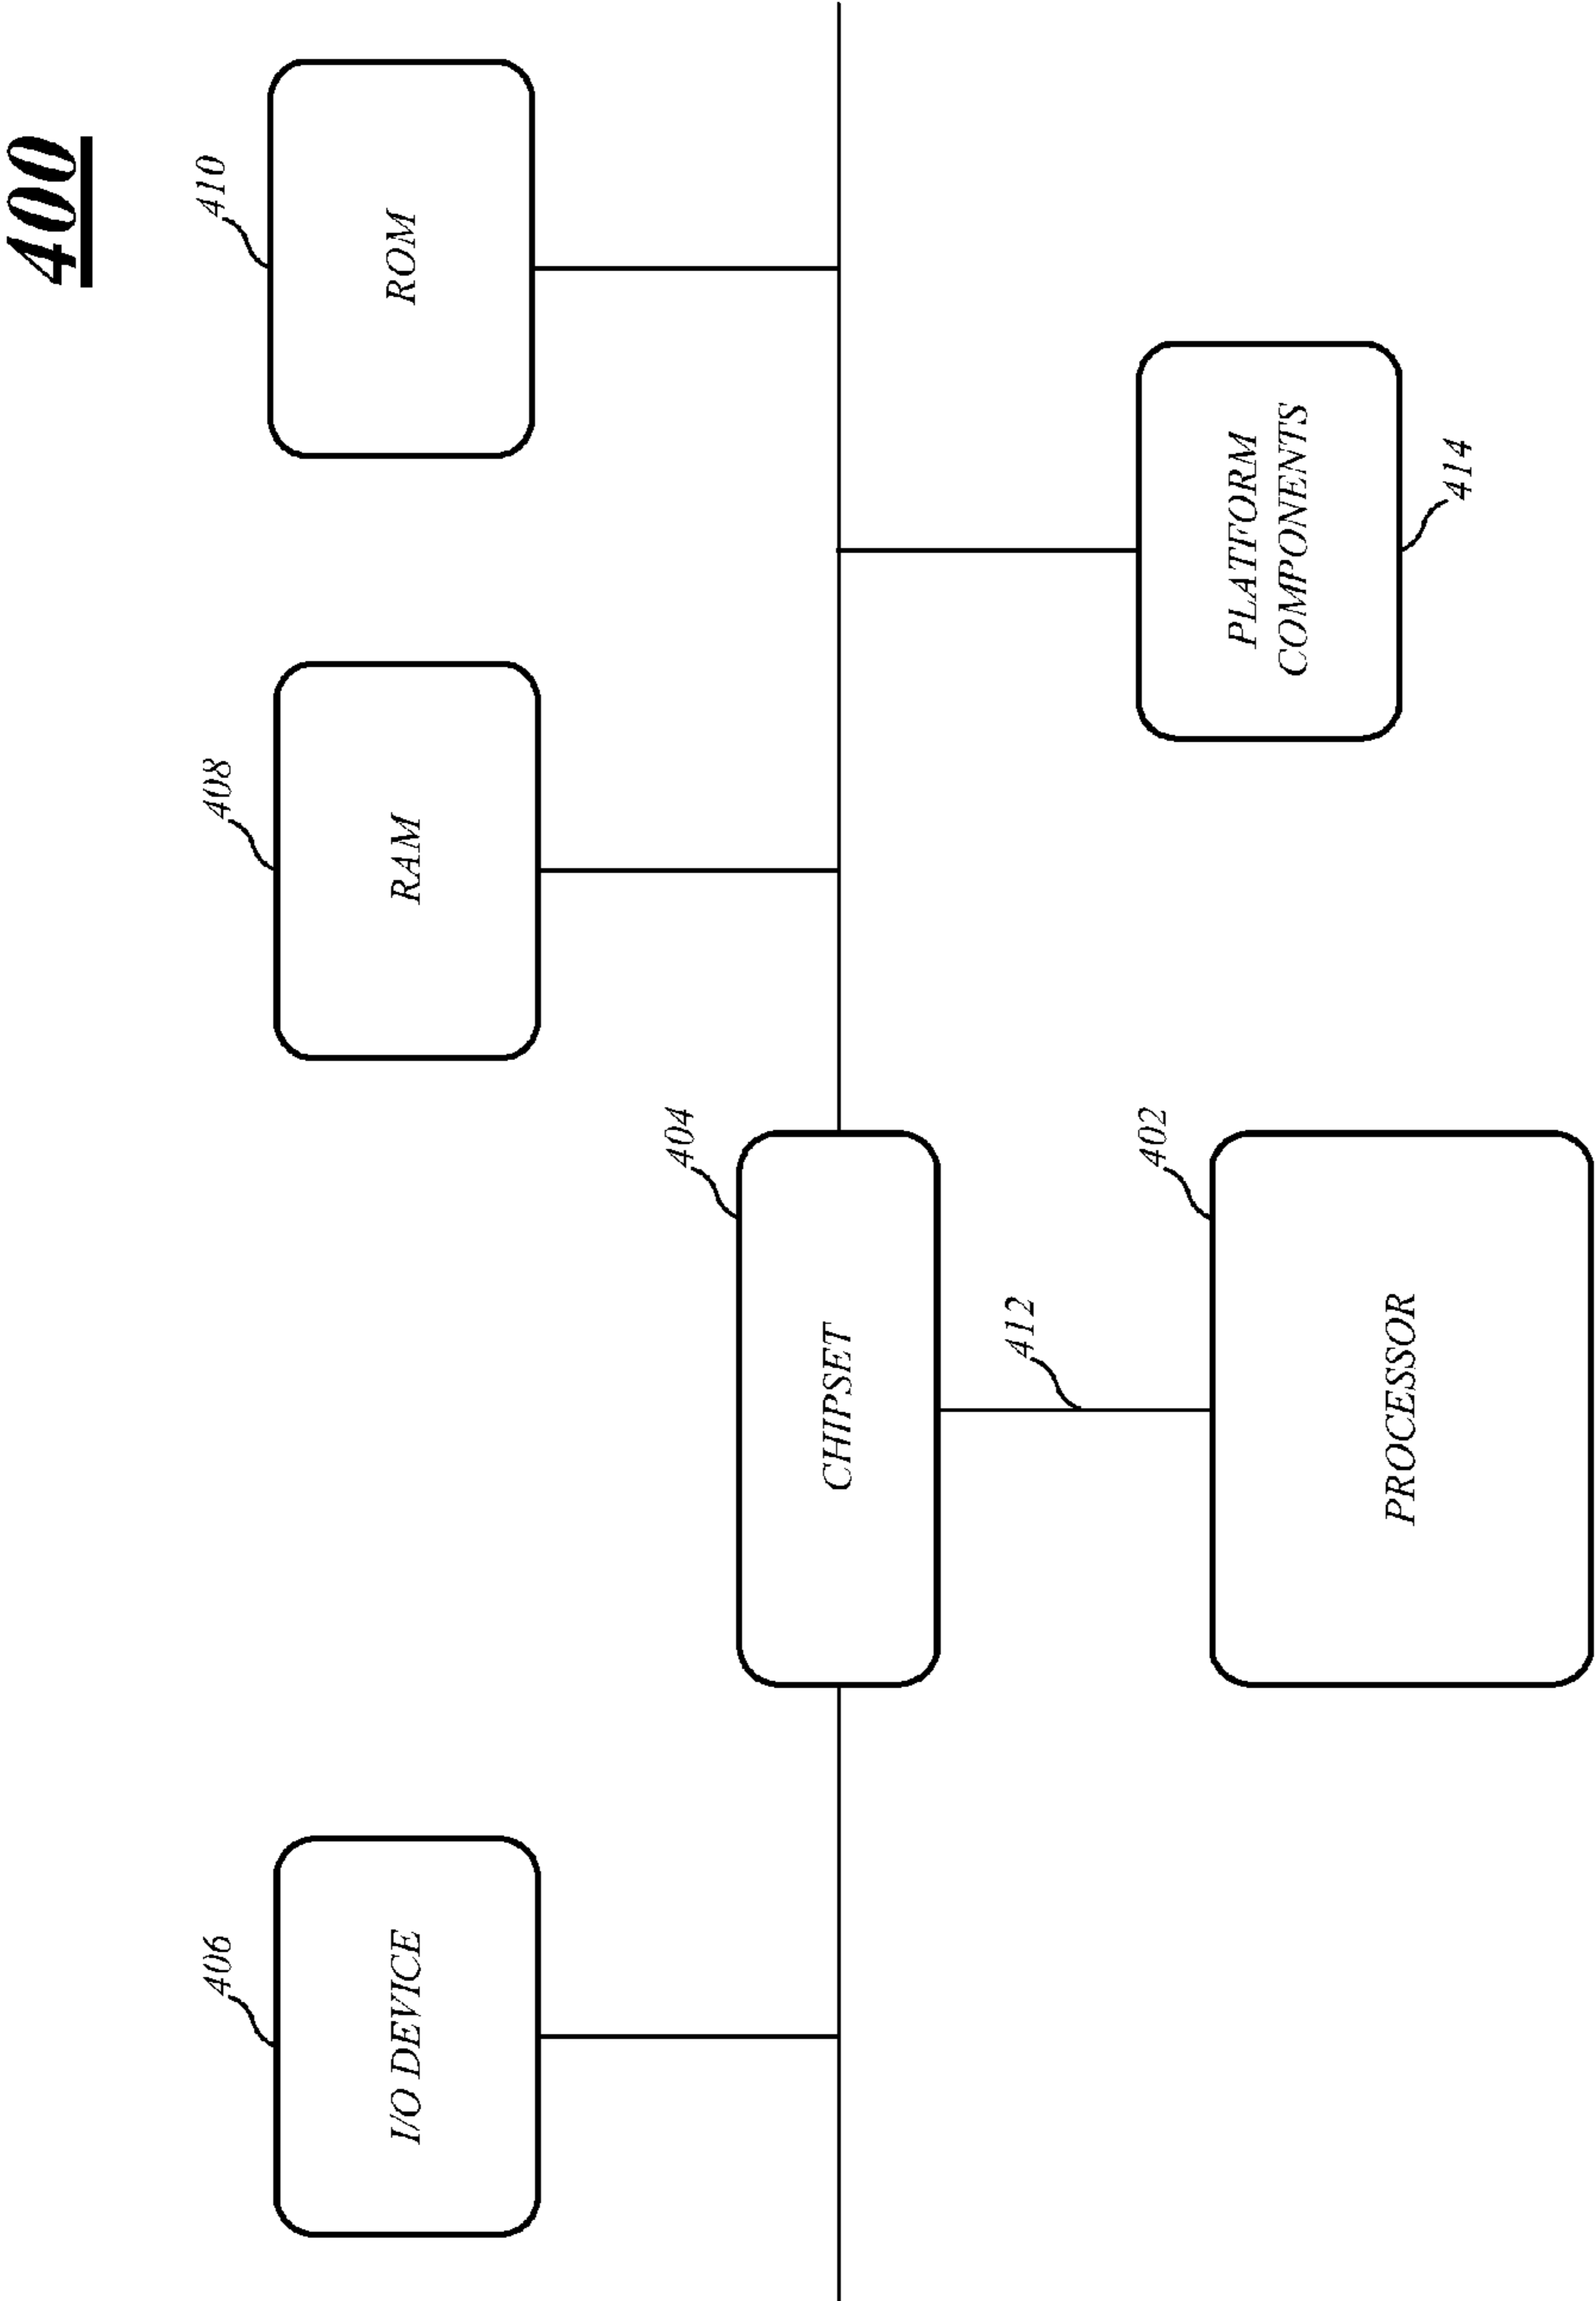 400
406
I/O DEVICE
408
RAM
410
ROM
404
CHIPSET
412
402
PROCESSOR
PLATFORM
COMPONENTS
414